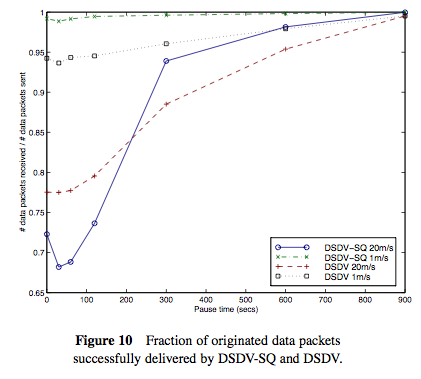 1
0.95
0.9
0.85
0.8
0.75
0.7
0.65
# data packets received / # data packets sent
0 100 200 300 400 500 600 700 800 900
Pause time (secs)
DSDV-SQ 20m/s
DSDV-SQ 1m/s
DSDV 20m/s
DSDV 1m/s
Figure 10 Fraction of originated data packets
successfully delivered by DSDV-SQ and DSDV.